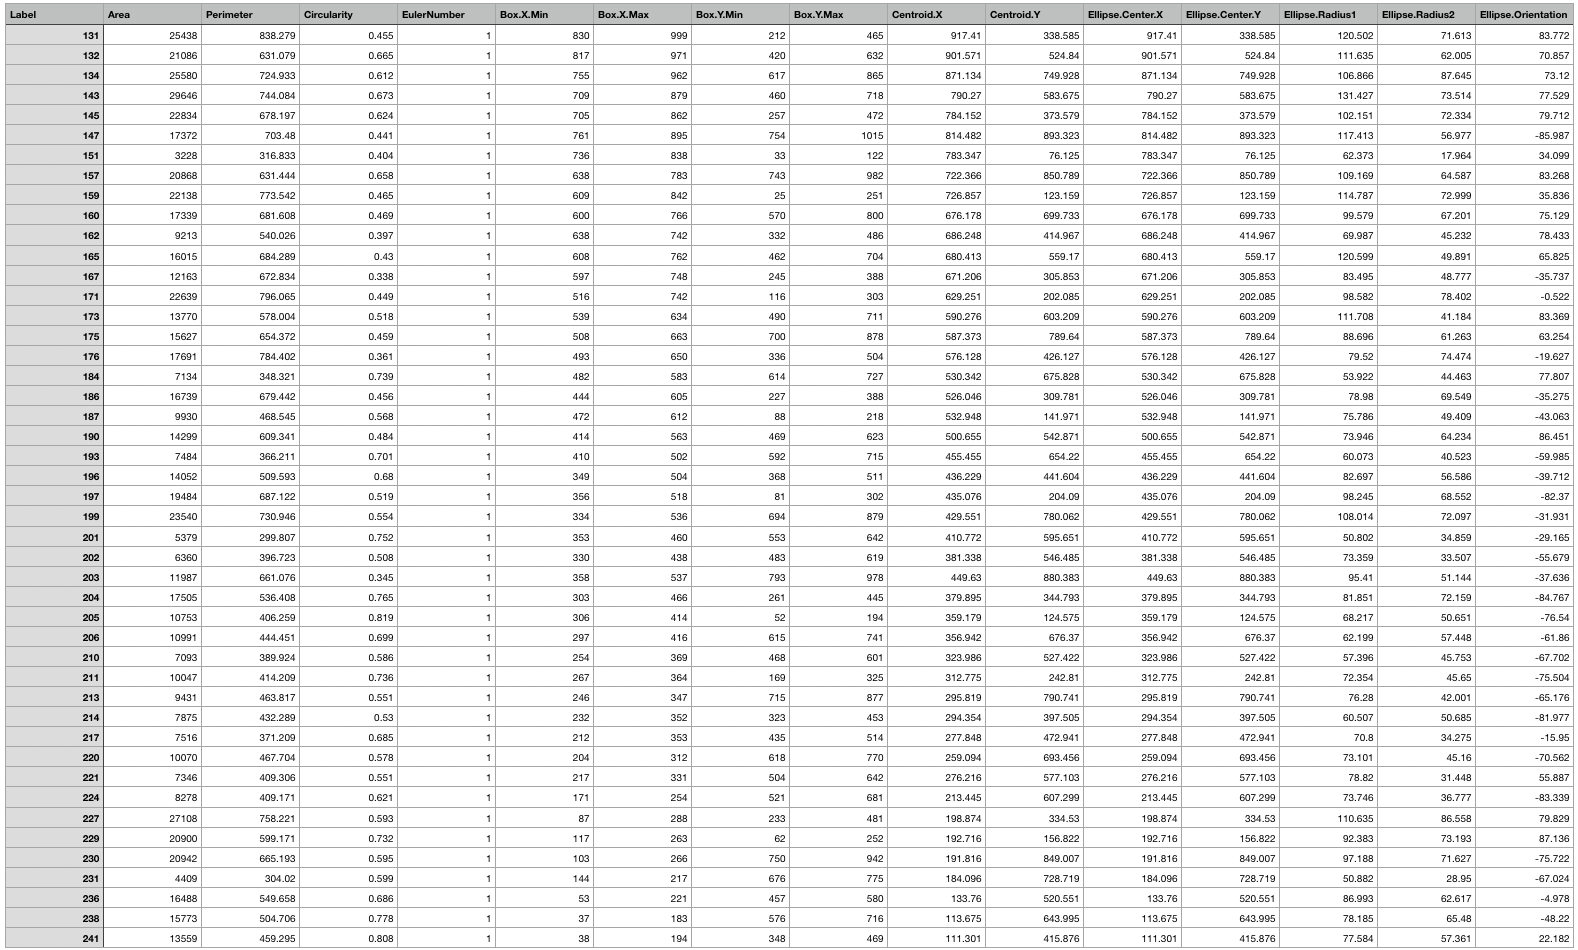 Label Area Perimeter Circularity EulerNumber Box.X.Min Box.X.Max Box.Y.Min Box.Y.Max Centroid.X Centroid.Y Ellipse.Center.X Ellipse.Center.Y Ellipse.Radius1 Ellipse.Radius2 Ellipse.Orientation
131 25438 838.279 0.455 1 830 999 212 465 917.41 338.585 917.41 338.585 120.502 71.613 83.772
132 21086 631.079 0.665 1 817 971 420 632 901.571 524.84 901.571 524.84 111.635 62.005 70.857
134 25580 724.933 0.612 1 755 962 617 865 871.134 749.928 871.134 749.928 106.866 87.645 73.12
143 29646 744.084 0.673 1 709 879 460 718 790.27 583.675 790.27 583.675 131.427 73.514 77.529
145 22834 678.197 0.624 1 705 862 257 472 784.152 373.579 784.152 373.579 102.151 72.334 79.712
147 17372 703.48 0.441 1 761 895 754 1015 814.482 893.323 814.482 893.323 117.413 56.977 -85.987
151 3228 316.833 0.404 1 736 838 33 122 783.347 76.125 783.347 76.125 62.373 17.964 34.099
157 20868 631.444 0.658 1 638 783 743 982 722.366 850.789 722.366 850.789 109.169 64.587 83.268
159 22138 773.542 0.465 1 609 842 25 251 726.857 123.159 726.857 123.159 114.787 72.999 35.836
160 17339 681.608 0.469 1 600 766 570 800 676.178 699.733 676.178 699.733 99.579 67.201 75.129
162 9213 540.026 0.397 1 638 742 332 486 686.248 414.967 686.248 414.967 69.987 45.232 78.433
165 16015 684.289 0.43 1 608 762 462 704 680.413 559.17 680.413 559.17 120.599 49.891 65.825
167 12163 672.834 0.338 1 597 748 245 388 671.206 305.853 671.206 305.853 83.495 48.777 -35.737
171 22639 796.065 0.449 1 516 742 116 303 629.251 202.085 629.251 202.085 98.582 78.402 -0.522
173 13770 578.004 0.518 1 539 634 490 711 590.276 603.209 590.276 603.209 111.708 41.184 83.369
175 15627 654.372 0.459 1 508 663 700 878 587.373 789.64 587.373 789.64 88.696 61.263 63.254
176 17691 784.402 0.361 1 493 650 336 504 576.128 426.127 576.128 426.127 79.52 74.474 -19.627
184 7134 348.321 0.739 1 482 583 614 727 530.342 675.828 530.342 675.828 53.922 44.463 77.807
186 16739 679.442 0.456 1 444 605 227 388 526.046 309.781 526.046 309.781 78.98 69.549 -35.275
187 9930 468.545 0.568 1 472 612 88 218 532.948 141.971 532.948 141.971 75.786 49.409 -43.063
190 14299 609.341 0.484 1 414 563 469 623 500.655 542.871 500.655 542.871 73.946 64.234 86.451
193 7484 366.211 0.701 1 410 502 592 715 455.455 654.22 455.455 654.22 60.073 40.523 -59.985
196 14052 509.593 0.68 1 349 504 368 511 436.229 441.604 436.229 441.604 82.697 56.586 -39.712
197 19484 687.122 0.519 1 356 518 81 302 435.076 204.09 435.076 204.09 98.245 68.552 -82.37
199 23540 730.946 0.554 1 334 536 694 879 429.551 780.062 429.551 780.062 108.014 72.097 -31.931
201 5379 299.807 0.752 1 353 460 553 642 410.772 595.651 410.772 595.651 50.802 34.859 -29.165
202 6360 396.723 0.508 1 330 438 483 619 381.338 546.485 381.338 546.485 73.359 33.507 -55.679
203 11987 661.076 0.345 1 358 537 793 978 449.63 880.383 449.63 880.383 95.41 51.144 -37.636
204 17505 536.408 0.765 1 303 466 261 445 379.895 344.793 379.895 344.793 81.851 72.159 -84.767
205 10753 406.259 0.819 1 306 414 52 194 359.179 124.575 359.179 124.575 68.217 50.651 -76.54
206 10991 444.451 0.699 1 297 416 615 741 356.942 676.37 356.942 676.37 62.199 57.448 -61.86
210 7093 389.924 0.586 1 254 369 468 601 323.986 527.422 323.986 527.422 57.396 45.753 -67.702
211 10047 414.209 0.736 1 267 364 169 325 312.775 242.81 312.775 242.81 72.354 45.65 -75.504
213 9431 463.817 0.551 1 246 347 715 877 295.819 790.741 295.819 790.741 76.28 42.001 -65.176
214 7875 432.289 0.53 1 232 352 323 453 294.354 397.505 294.354 397.505 60.507 50.685 -81.977
217 7516 371.209 0.685 1 212 353 435 514 277.848 472.941 277.848 472.941 70.8 34.275 -15.95
220 10070 467.704 0.578 1 204 312 618 770 259.094 693.456 259.094 693.456 73.101 45.16 -70.562
221 7346 409.306 0.551 1 217 331 504 642 276.216 577.103 276.216 577.103 78.82 31.448 55.887
224 8278 409.171 0.621 1 171 254 521 681 213.445 607.299 213.445 607.299 73.746 36.777 -83.339
227 27108 758.221 0.593 1 87 288 233 481 198.874 334.53 198.874 334.53 110.635 86.558 79.829
229 20900 599.171 0.732 1 117 263 62 252 192.716 156.822 192.716 156.822 92.383 73.193 87.136
230 20942 665.193 0.595 1 103 266 750 942 191.816 849.007 191.816 849.007 97.188 71.627 -75.722
231 4409 304.02 0.599 1 144 217 676 775 184.096 728.719 184.096 728.719 50.882 28.95 -67.024
236 16488 549.658 0.686 1 53 221 457 580 133.76 520.551 133.76 520.551 86.993 62.617 -4.978
238 15773 504.706 0.778 1 37 183 576 716 113.675 643.995 113.675 643.995 78.185 65.48 -48.22
241 13559 459.295 0.808 1 38 194 348 469 111.301 415.876 111.301 415.876 77.584 57.361 22.182